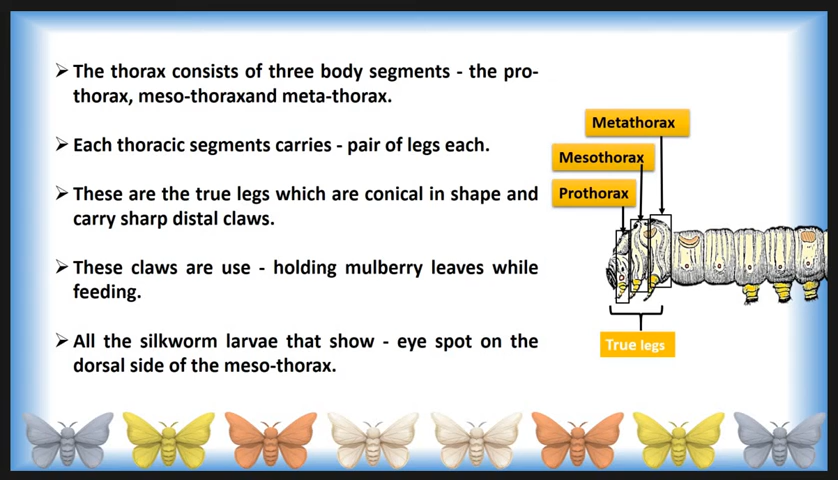 ➢ The thorax consists of three body segments - the pro-
thorax, meso-thoraxand meta-thorax.
➢ Each thoracic segments carries - pair of legs each.
➢ These are the true legs which are conical in shape and
carry sharp distal claws.
➢ These claws are use - holding mulberry leaves while
feeding.
➢ All the silkworm larvae that show - eye spot on the
dorsal side of the meso-thorax.
Metathorax
Mesothorax
Prothorax
True legs